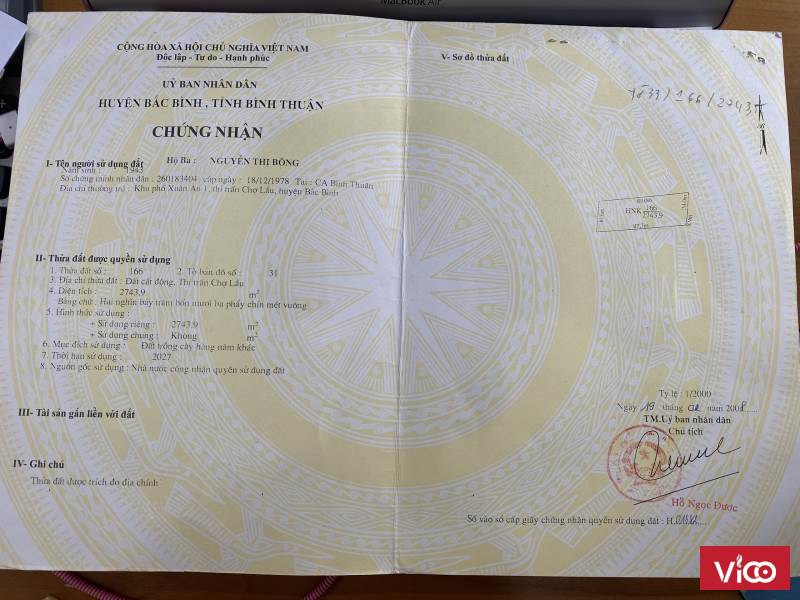 MacBook Air
CỘNG HÒA XÃ HỘI CHỦ NGHĨA VIỆT NAM
Độc lập - Tự do - Hạnh phúc
UỶ BAN NHÂN DÂN
HUYỆN BẮC BÌNH , TỈNH BÌNH THUẬN
CHỨNG NHẬN
I- Tên người sử dụng đất
Hộ Bà : NGUYỄN THỊ BÔNG
Năm sinh : 1943
Số chứng minh nhân dân : 260183404 cấp ngày : 18/12/1978 Tại : CA Bình Thuận
Địa chỉ thường trú : Khu phố Xuân An 1, thị trấn Chợ Lầu, huyện Bắc Bình
II- Thửa đất được quyền sử dụng
1. Thửa đất số : 166 2. Tờ bản đồ số : 31
3. Địa chỉ thửa đất : Đất cát động, Thị trấn Chợ Lầu
4. Diện tích : 2743,9 m2
Bằng chữ : Hai nghìn bảy trăm bốn mươi ba phẩy chín mét vuông
5. Hình thức sử dụng :
+ Sử dụng riêng : 2743,9 m2
+ Sử dụng chung : Không m2
6. Mục đích sử dụng : Đất trồng cây hàng năm khác
7. Thời hạn sử dụng : 2027
8. Nguồn gốc sử dụng : Nhà nước công nhận quyền sử dụng đất
III- Tài sản gắn liền với đất
IV- Ghi chú
Thửa đất được trích đo địa chính
V- Sơ đồ thửa đất
166 / 2743
HNK 166
2743.9
Tỷ lệ : 1/2000
Ngày 19 tháng 02 năm 2008
TM.Uỷ ban nhân dân
Chủ tịch
Hồ Ngọc Được
Số vào sổ cấp giấy chứng nhận quyền sử dụng đất : H
Vico